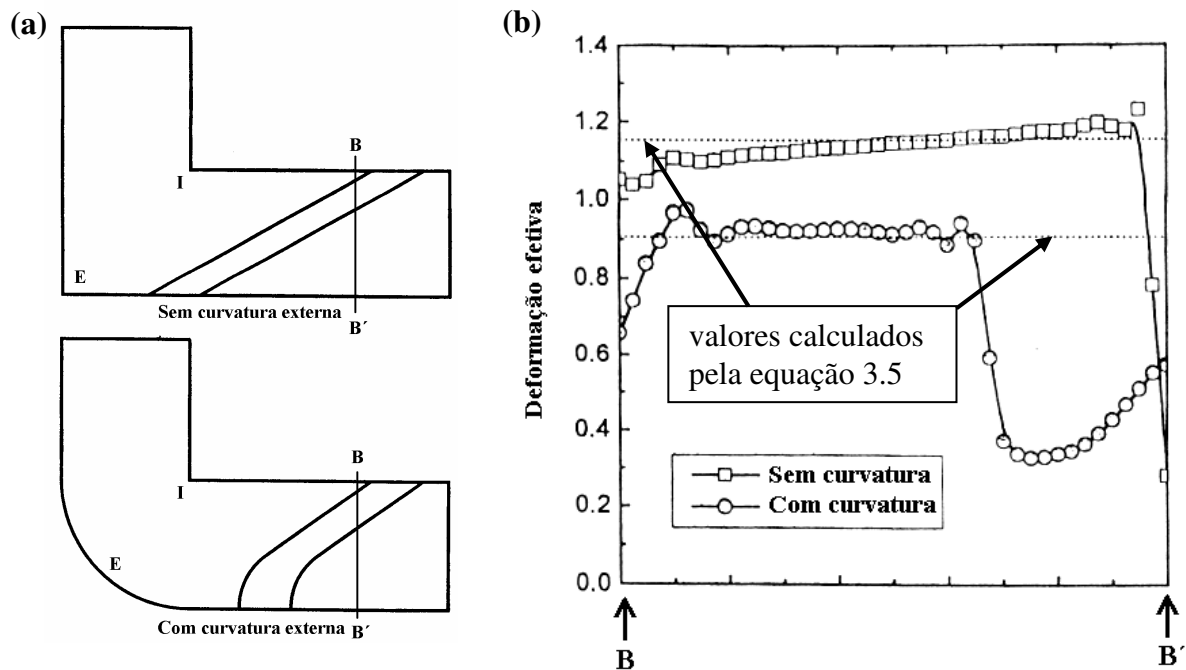 (a)
B
I
E
Sem curvatura externa
B´
B
I
E
Com curvatura externa
B´
(b)
Deformação efetiva
1.4
1.2
1.0
0.8
0.6
0.4
0.2
0.0
valores calculados
pela equação 3.5
Sem curvatura
Com curvatura
B
B´